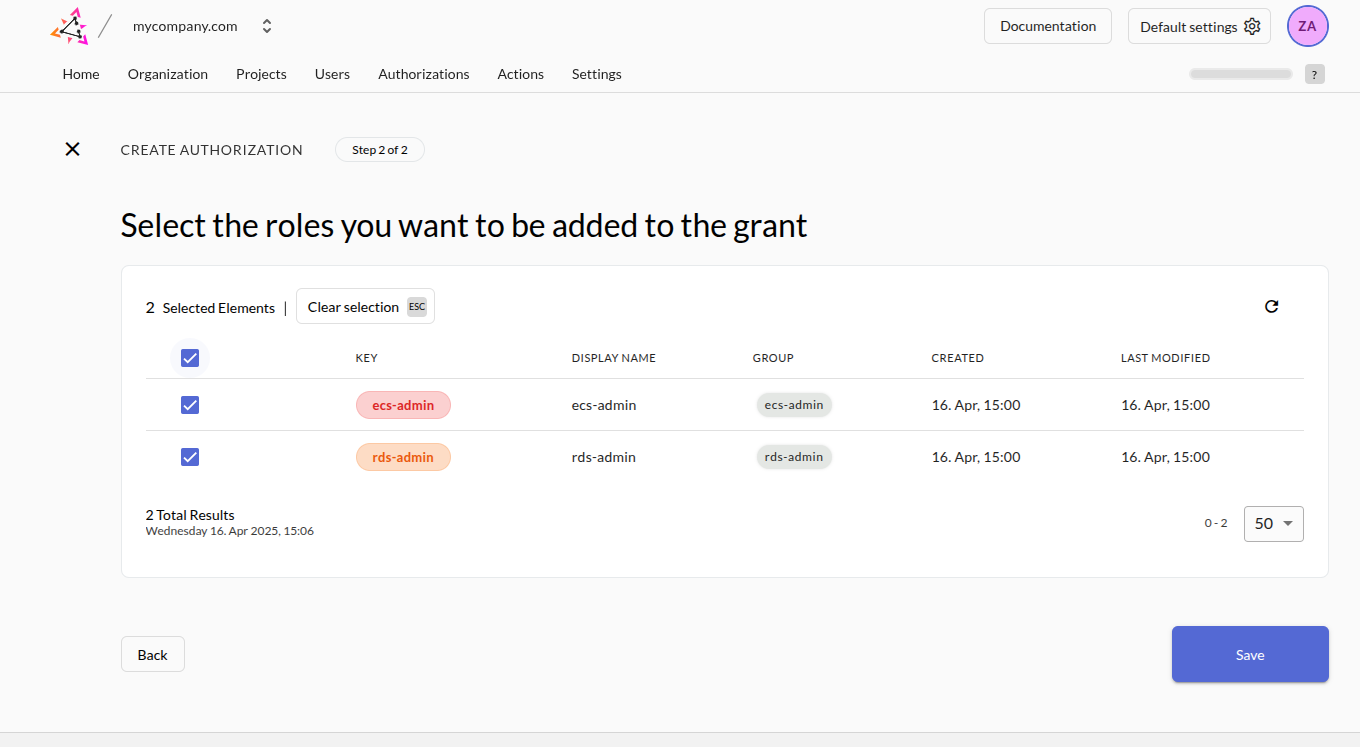 mycompany.com
Documentation
Default settings
ZA
Home Organization Projects Users Authorizations Actions Settings
?
CREATE AUTHORIZATION Step 2 of 2
Select the roles you want to be added to the grant
2 Selected Elements | Clear selection ESC
KEY DISPLAY NAME GROUP CREATED LAST MODIFIED
ecs-admin ecs-admin ecs-admin 16. Apr, 15:00 16. Apr, 15:00
rds-admin rds-admin rds-admin 16. Apr, 15:00 16. Apr, 15:00
2 Total Results
Wednesday 16. Apr 2025, 15:06
0 - 2 50
Back Save